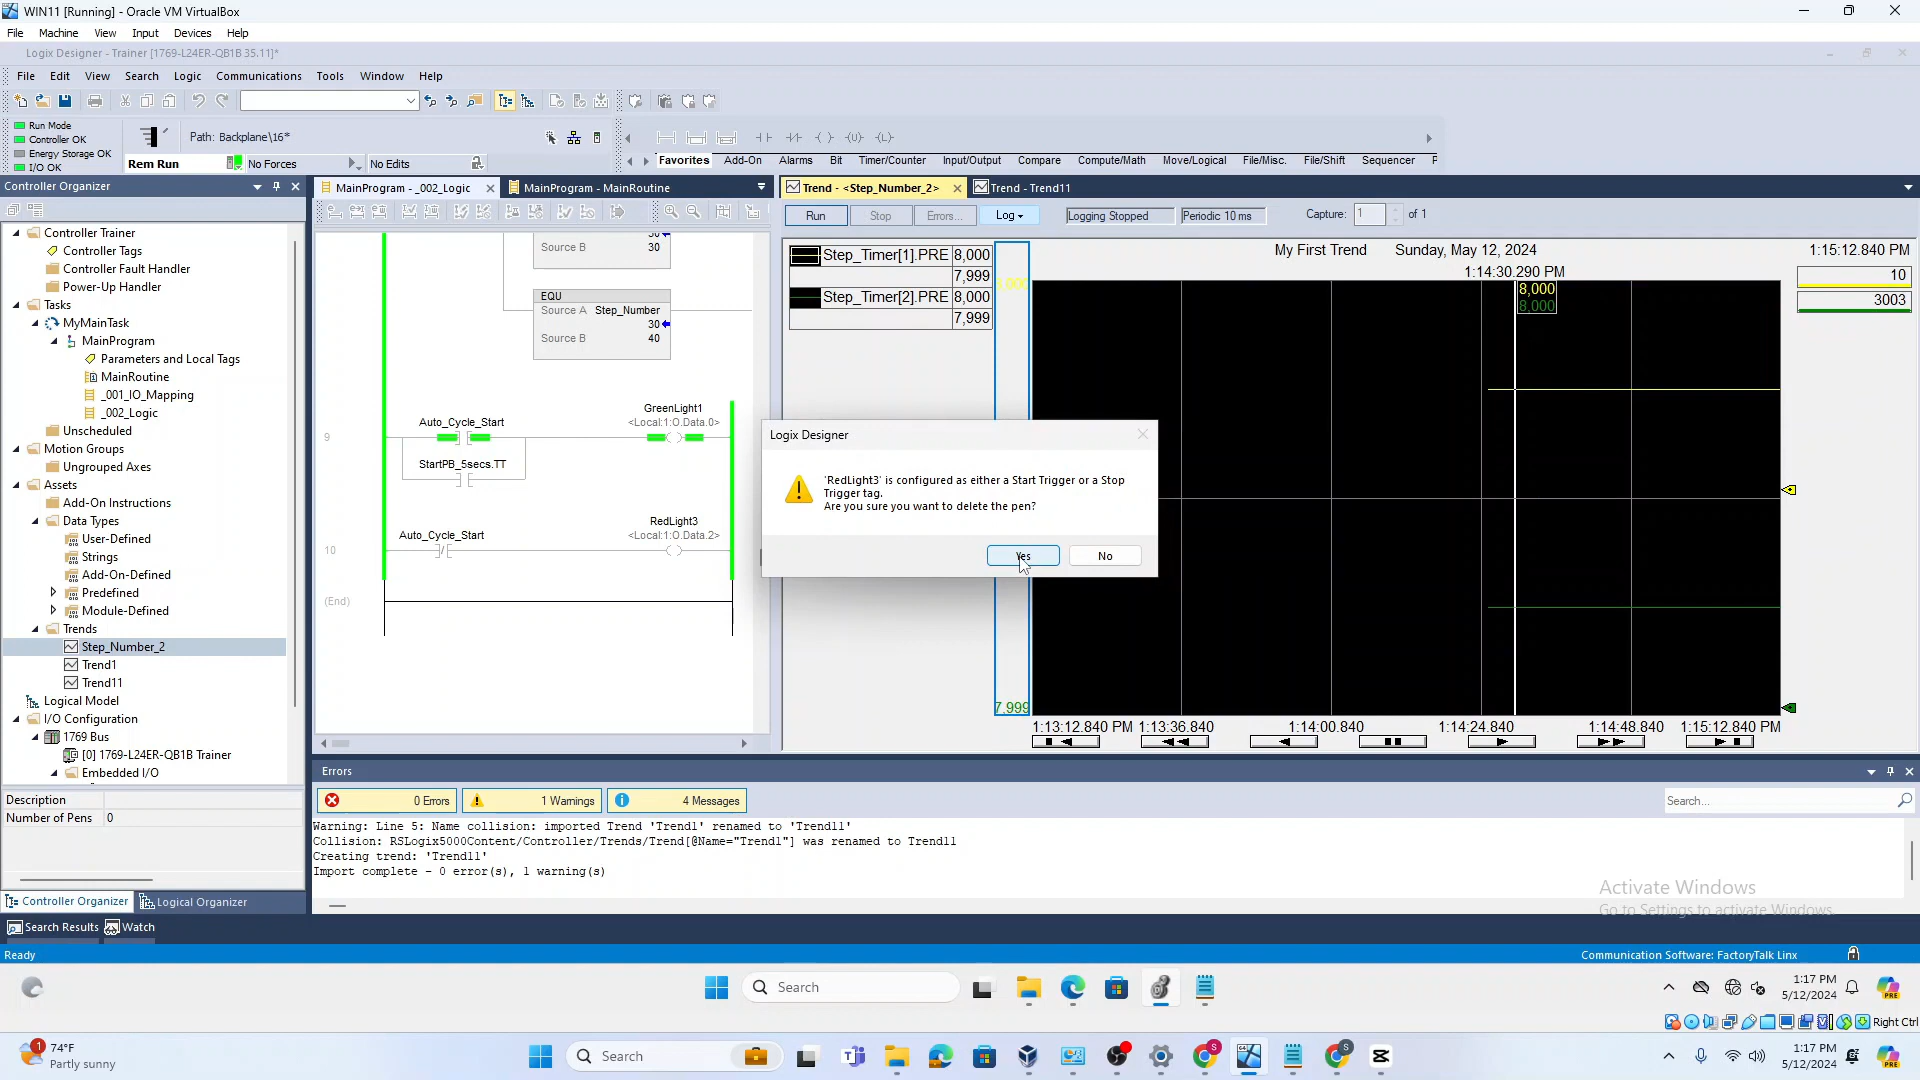 WIN11 [Running] - Oracle VM VirtualBox
File Machine View Input Devices Help
Logix Designer - Trainer [1769-L24ER-QB1B 35.11]*
File Edit View Search Logic Communications Tools Window Help
Run Mode
Controller OK
Energy Storage OK
I/O OK
Path: Backplane\16*
Rem Run No Forces No Edits
Favorites Add-On Alarms Bit Timer/Counter Input/Output Compare Compute/Math Move/Logical File/Misc. File/Shift Sequencer P
Controller Organizer
Controller Trainer
Controller Tags
Controller Fault Handler
Power-Up Handler
Tasks
MyMainTask
MainProgram
Parameters and Local Tags
MainRoutine
_001_IO_Mapping
_002_Logic
Unscheduled
Motion Groups
Ungrouped Axes
Assets
Add-On Instructions
Data Types
User-Defined
Strings
Add-On-Defined
Predefined
Module-Defined
Trends
Step_Number_2
Trend1
Trend11
Logical Model
I/O Configuration
1769 Bus
[0] 1769-L24ER-QB1B Trainer
Embedded I/O
Description
Number of Pens 0
Controller Organizer Logical Organizer
MainProgram - _002_Logic MainProgram - MainRoutine
30
Source B 30
EQU
Source A Step_Number
30
Source B 40
9
Auto_Cycle_Start
GreenLight1
<Local:1:O.Data.0>
StartPB_5secs.TT
10
Auto_Cycle_Start
RedLight3
<Local:1:O.Data.2>
(End)
Trend - <Step_Number_2> Trend - Trend11
Run Stop Errors... Log Logging Stopped Periodic 10 ms Capture: 1 of 1
My First Trend Sunday, May 12, 2024 1:15:12.840 PM
1:14:30.290 PM
Step_Timer[1].PRE 8,000
7,999
Step_Timer[2].PRE 8,000
7,999
8,000
8,000
10
3003
7,999
1:13:12.840 PM 1:13:36.840 1:14:00.840 1:14:24.840 1:14:48.840 1:15:12.840 PM
Logix Designer
'RedLight3' is configured as either a Start Trigger or a Stop
Trigger tag.
Are you sure you want to delete the pen?
Yes No
Errors
0 Errors 1 Warnings 4 Messages Search...
Warning: Line 5: Name collision: imported Trend 'Trend1' renamed to 'Trend11'
Collision: RSLogix5000Content/Controller/Trends/Trend[@Name="Trend1"] was renamed to Trend11
Creating trend: 'Trend11'
Import complete - 0 error(s), 1 warning(s)
Activate Windows
Go to Settings to activate Windows.
Search Results Watch
Ready Communication Software: FactoryTalk Linx
Search
1:17 PM
5/12/2024
PRE
Right Ctrl
1
74°F
Partly sunny
Search
1:17 PM
5/12/2024
PRE